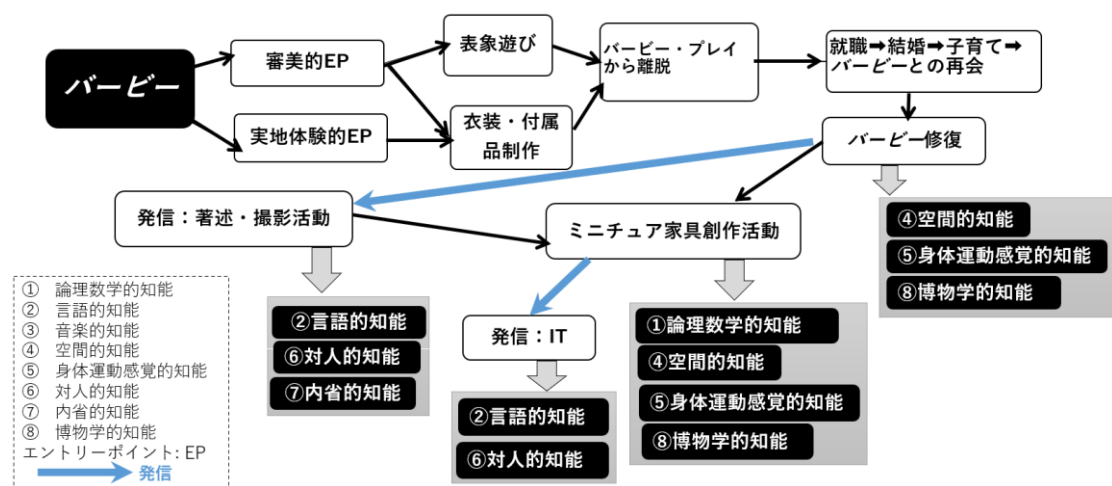 バービー
審美的EP
実地体験的EP
表象遊び
衣装・付属
品制作
バービー・プレイ
から離脱
就職➡結婚➡子育て➡
バービーとの再会
バービー修復
④空間的知能
⑤身体運動感覚的知能
⑧博物学的知能
発信：著述・撮影活動
②言語的知能
⑥対人的知能
⑦内省的知能
ミニチュア家具創作活動
発信：IT
②言語的知能
⑥対人的知能
①論理数学的知能
④空間的知能
⑤身体運動感覚的知能
⑧博物学的知能
① 論理数学的知能
② 言語的知能
③ 音楽的知能
④ 空間的知能
⑤ 身体運動感覚的知能
⑥ 対人的知能
⑦ 内省的知能
⑧ 博物学的知能
エントリーポイント: EP
発信